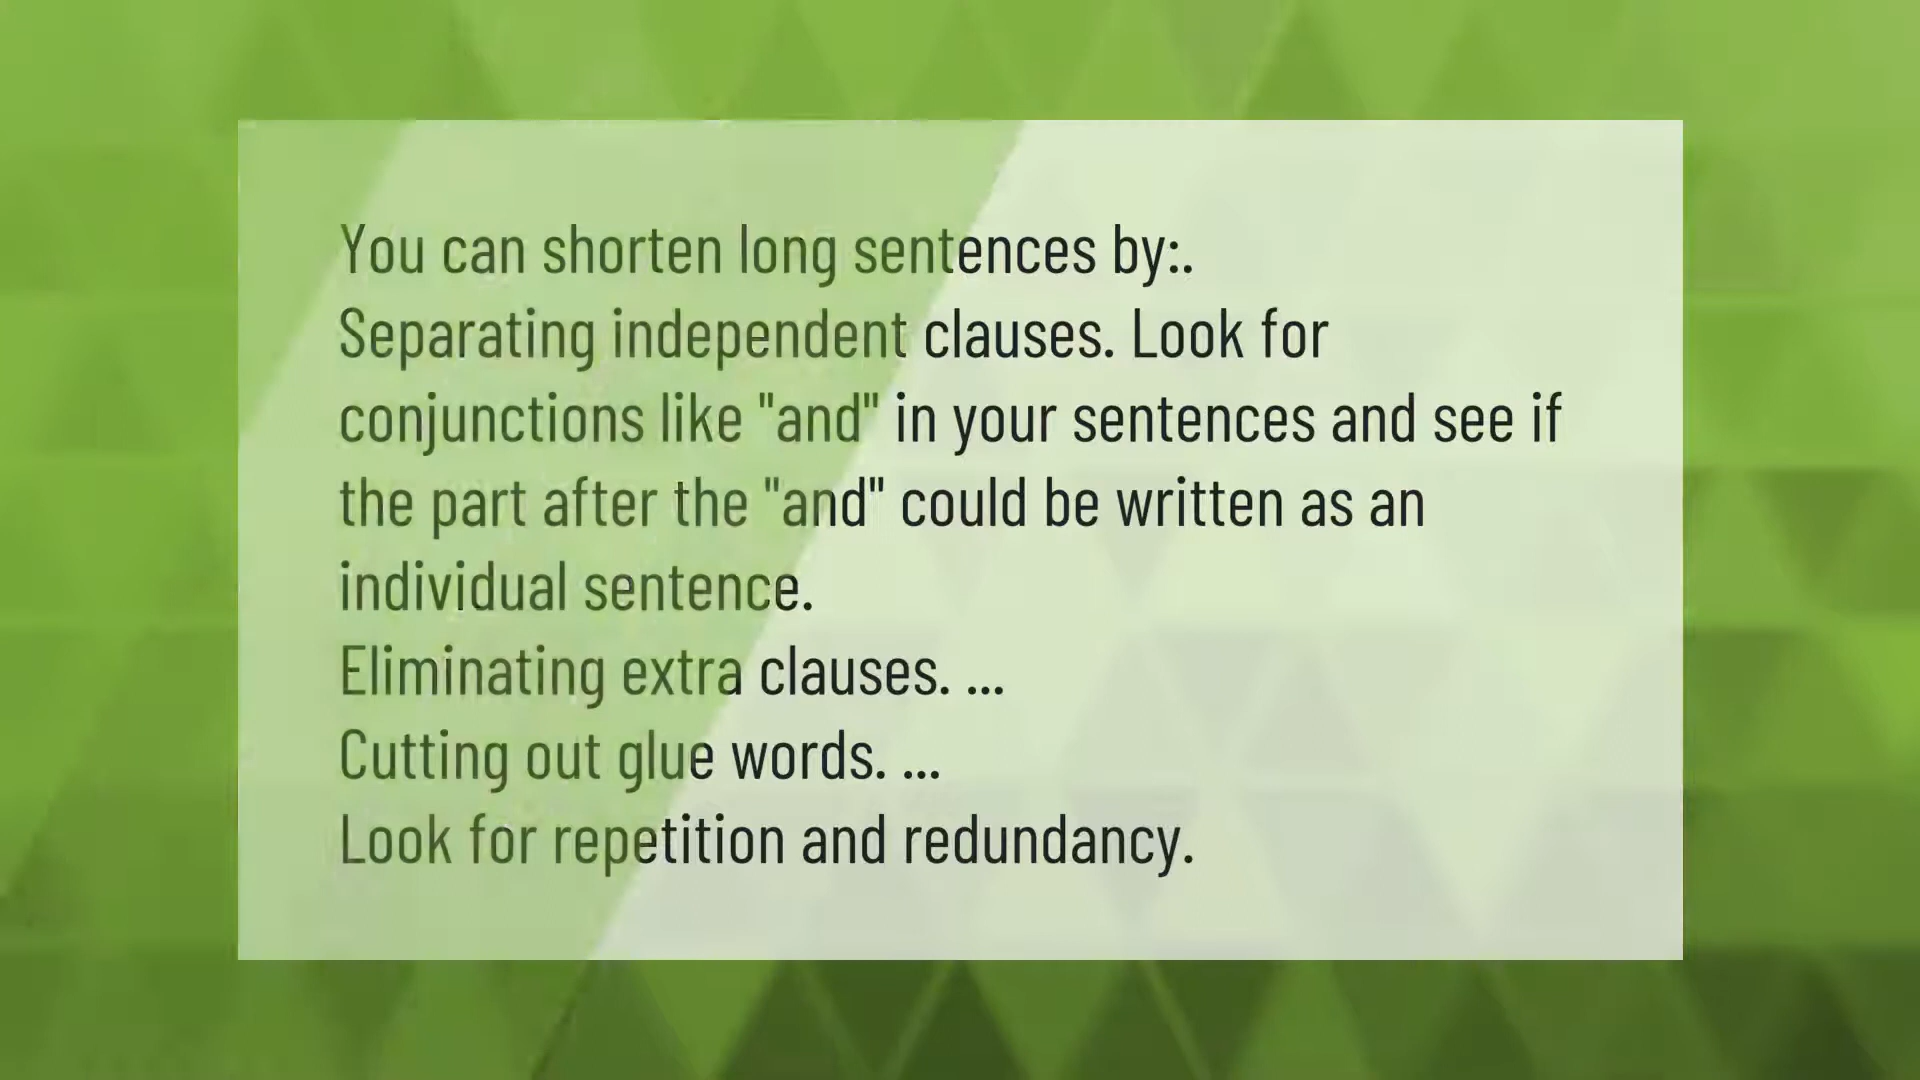 You can shorten long sentences by:.
Separating independent clauses. Look for
conjunctions like "and" in your sentences and see if
the part after the "and" could be written as an
individual sentence.
Eliminating extra clauses. ...
Cutting out glue words. ...
Look for repetition and redundancy.